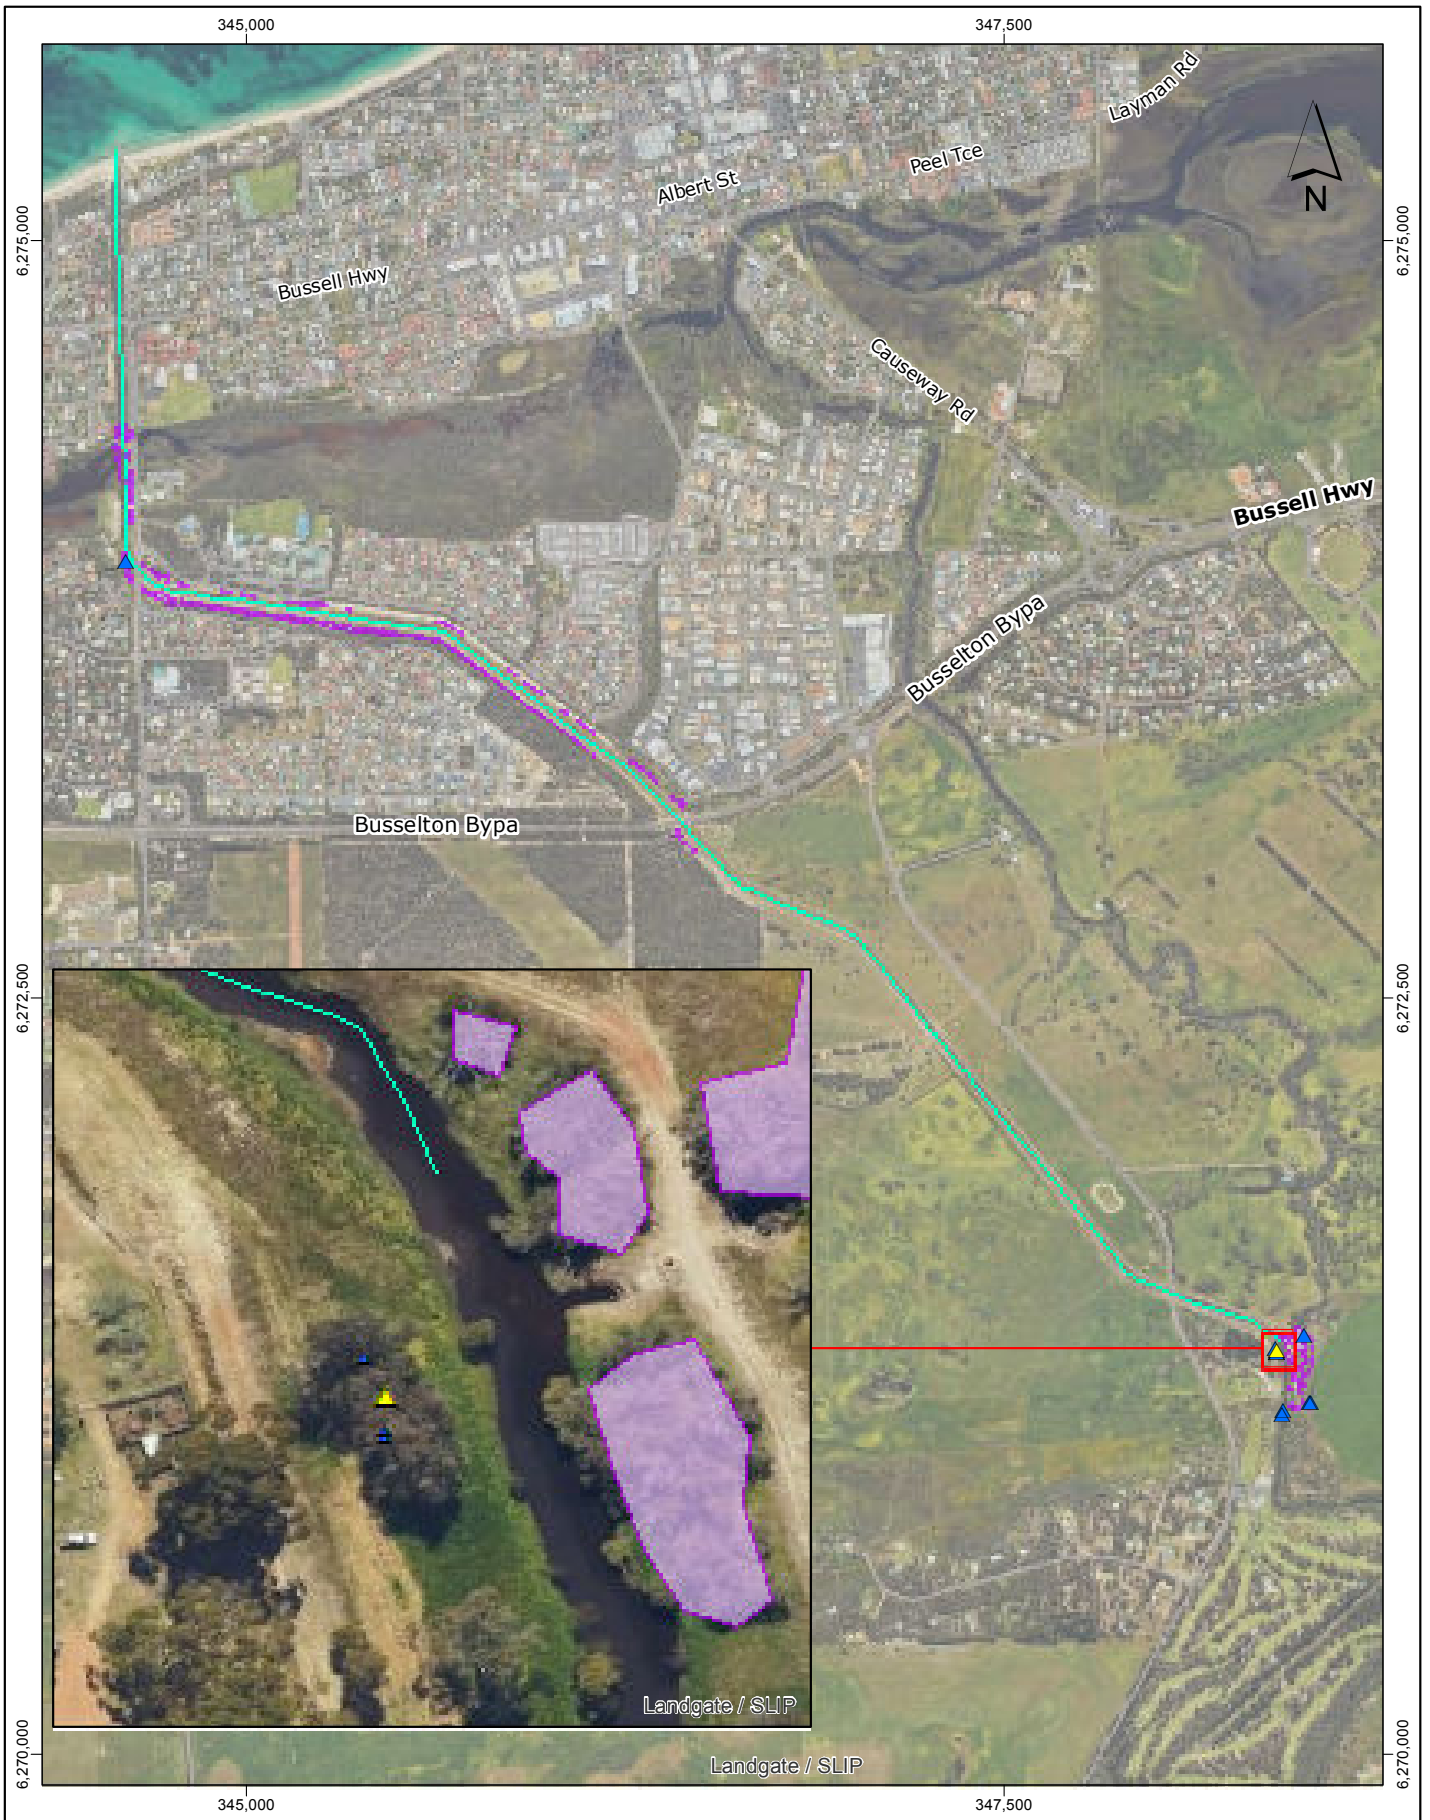 345,000
347,500
Layman Rd
Peel Tce
Albert St
N
6,275,000
6,275,000
Bussell Hwy
Causeway Rd
Bussell Hwy
Busselton Bypa
Busselton Bypa
6,272,500
6,272,500
Landgate / SLIP
6,270,000
6,270,000
Landgate / SLIP
345,000
347,500